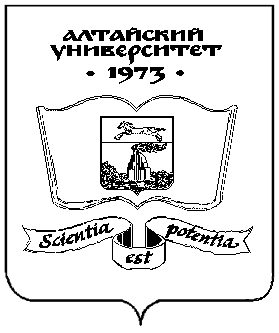 АЛТАЙСКИЙ
УНИВЕРСИТЕТ
• 1973 •
Scientia est potentia